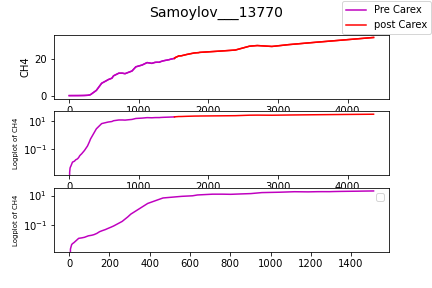 Samoylov___13770
Pre Carex
post Carex
CH4
20
0
0 1000 2000 3000 4000
Logplot of CH4
10^1
10^-1
0 1000 2000 3000 4000
Logplot of CH4
10^1
10^-1
0 200 400 600 800 1000 1200 1400